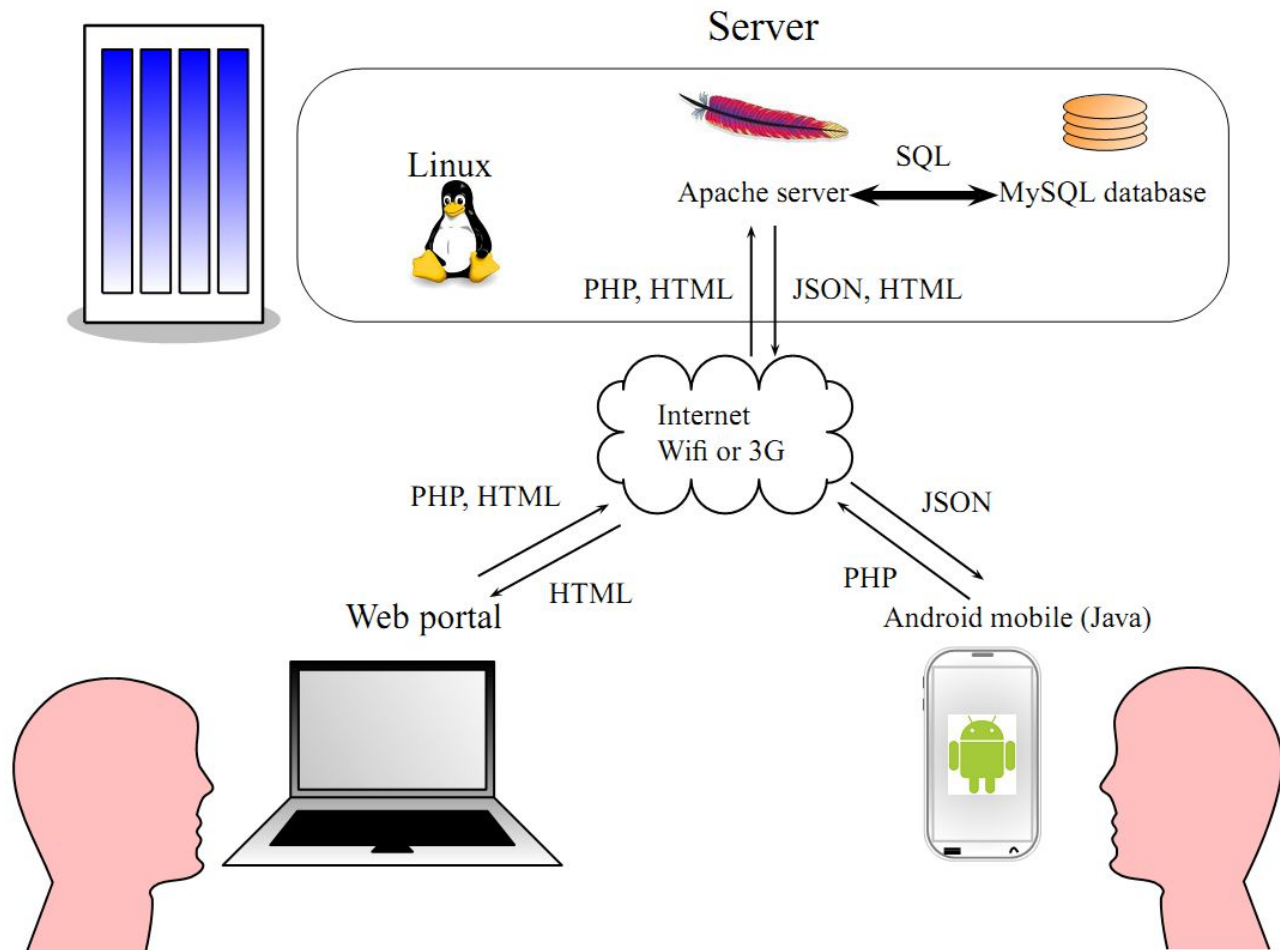 Server
Linux
SQL
Apache server
MySQL database
PHP, HTML
JSON, HTML
Internet
Wifi or 3G
PHP, HTML
JSON
HTML
PHP
Web portal
Android mobile (Java)